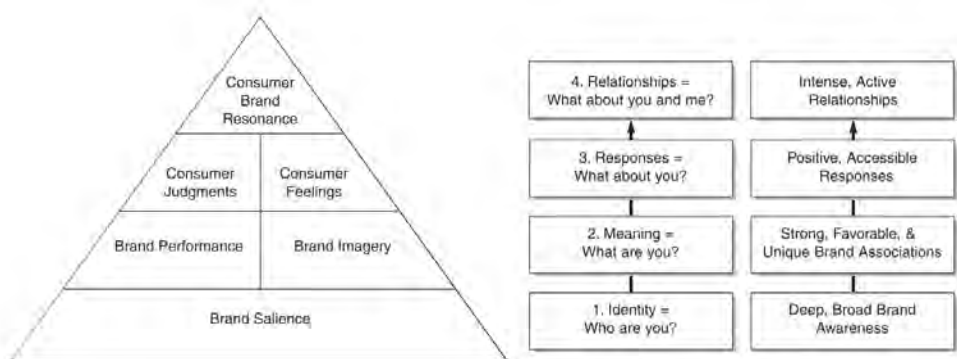 Consumer
Brand
Resonance
Consumer
Judgments
Consumer
Feelings
Brand Performance
Brand Imagery
Brand Salience
4. Relationships =
What about you and me?
3. Responses =
What about you?
2. Meaning =
What are you?
1. Identity =
Who are you?
Intense, Active
Relationships
Positive, Accessible
Responses
Strong, Favorable, &
Unique Brand Associations
Deep, Broad Brand
Awareness